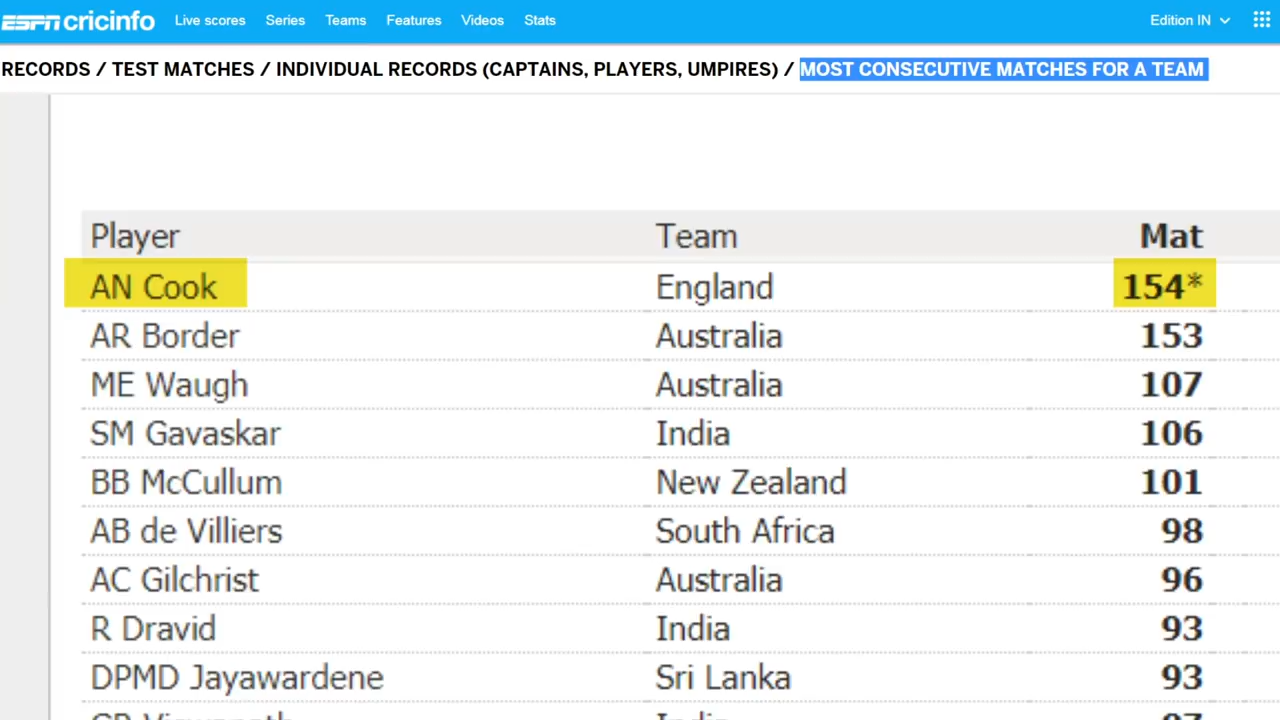 ESPN cricinfo Live scores Series Teams Features Videos Stats Edition IN
RECORDS / TEST MATCHES / INDIVIDUAL RECORDS (CAPTAINS, PLAYERS, UMPIRES) / MOST CONSECUTIVE MATCHES FOR A TEAM
Player Team Mat
AN Cook England 154*
AR Border Australia 153
ME Waugh Australia 107
SM Gavaskar India 106
BB McCullum New Zealand 101
AB de Villiers South Africa 98
AC Gilchrist Australia 96
R Dravid India 93
DPMD Jayawardene Sri Lanka 93